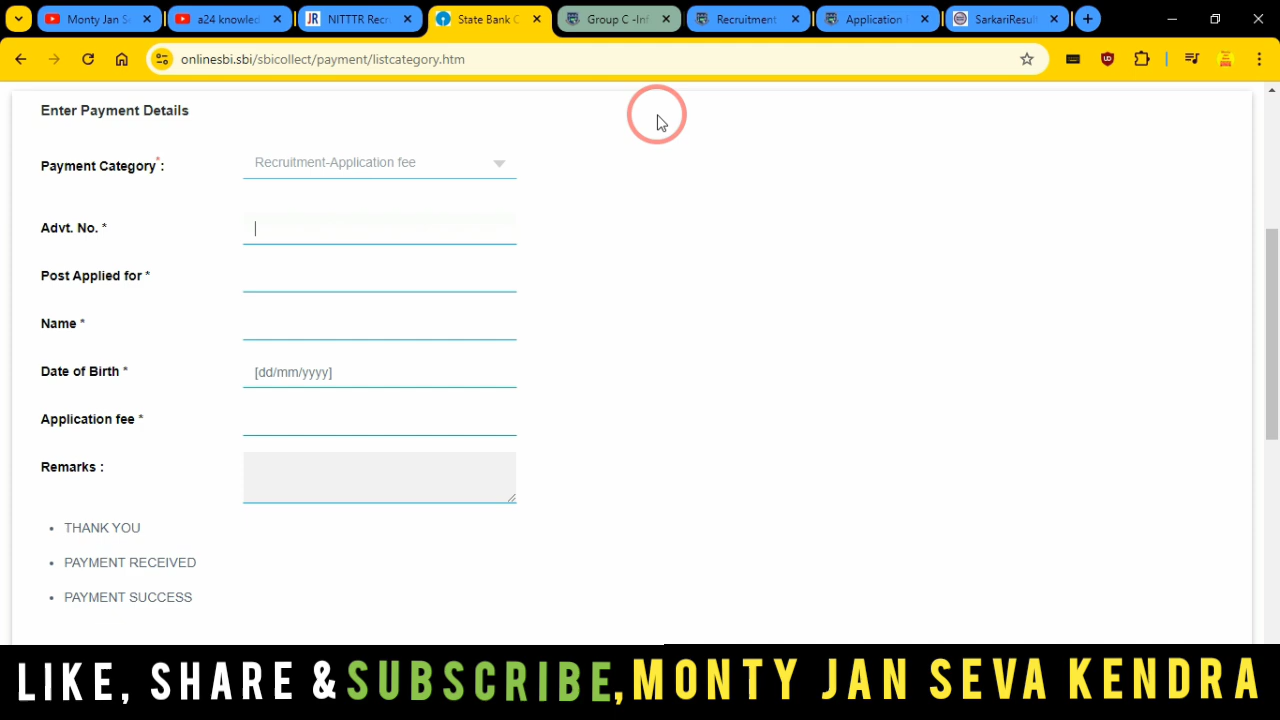 Monty Jan Se
a24 knowled
NITTTR Recr
State Bank C
Group C -Inf
Recruitment
Application
SarkariResul
onlinesbi.sbi/sbicollect/payment/listcategory.htm
Enter Payment Details
Payment Category*: Recruitment-Application fee
Advt. No. *
Post Applied for *
Name *
Date of Birth * [dd/mm/yyyy]
Application fee *
Remarks :
• THANK YOU
• PAYMENT RECEIVED
• PAYMENT SUCCESS
LIKE, SHARE & SUBSCRIBE, MONTY JAN SEVA KENDRA